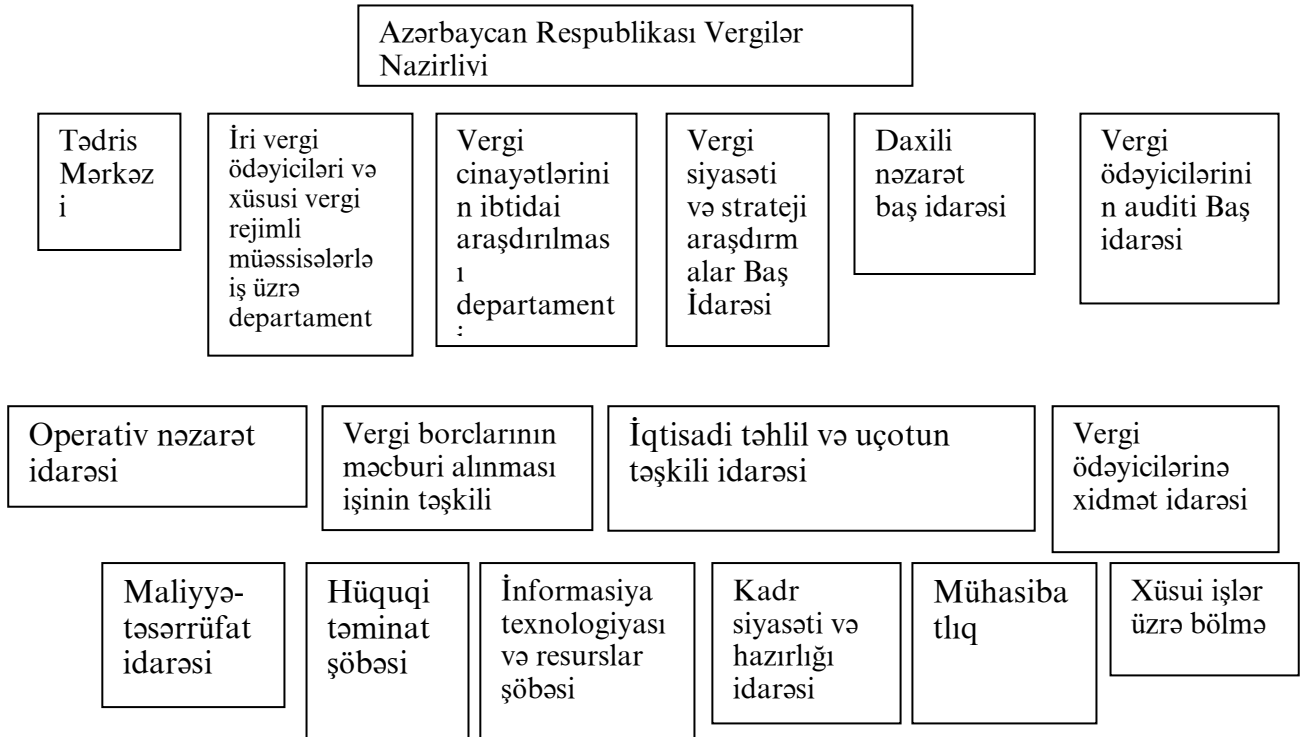 Azərbaycan Respublikası Vergilər
Nazirlivi
Tədris
Mərkəz
i
İri vergi
ödəyiciləri və
xüsusi vergi
rejimli
müəssisələrlə
iş üzrə
departament
Vergi
cinayətlərini
n ibtidai
araşdırılmas
ı
departament
i
Vergi
siyasəti
və strateji
araşdırm
alar Baş
İdarəsi
Daxili
nəzarət
baş idarəsi
Vergi
ödəyicilərini
n auditi Baş
idarəsi
Operativ nəzarət
idarəsi
Vergi borclarının
məcburi alınması
işinin təşkili
İqtisadi təhlil və uçotun
təşkili idarəsi
Vergi
ödəyicilərinə
xidmət idarəsi
Maliyyə-
təsərrüfat
idarəsi
Hüquqi
təminat
şöbəsi
İnformasiya
texnologiyası
və resurslar
şöbəsi
Kadr
siyasəti və
hazırlığı
idarəsi
Mühasiba
tlıq
Xüsui işlər
üzrə bölmə